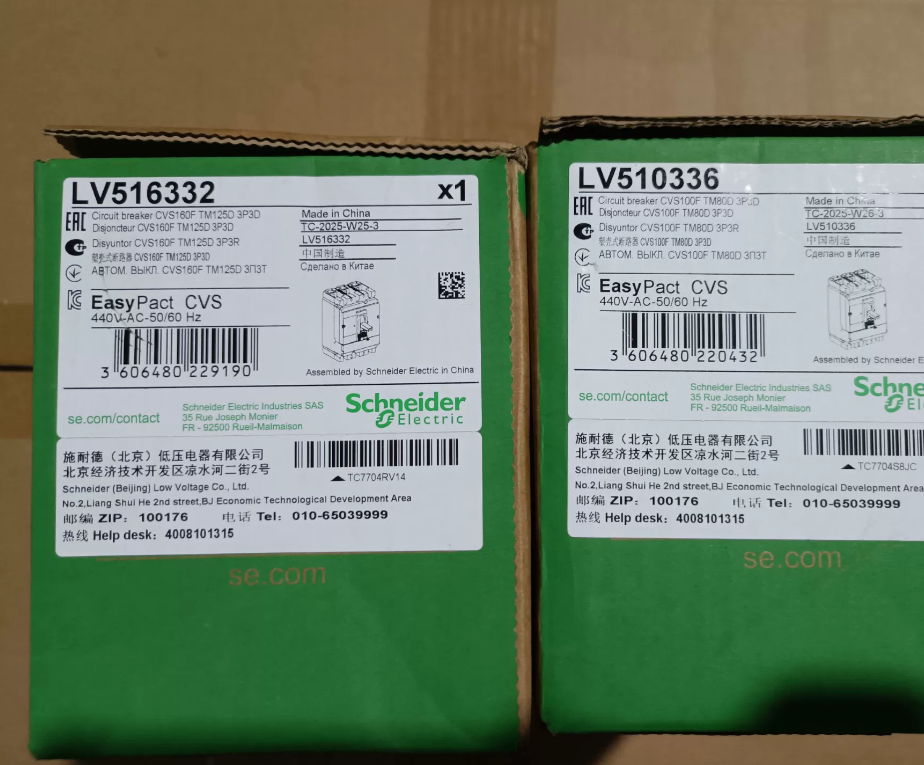 LV516332
x1
EAC
Circuit breaker CVS160F TM125D 3P3D
Disjoncteur CVS160F TM125D 3P3D
Disyuntor CVS160F TM125D 3P3R
塑壳式断路器 CVS160F TM125D 3P3D
АВТОМ. ВЫКЛ. CVS160F TM125D 3П3Т
Made in China
TC-2025-W25-3
LV516332
中国制造
Сделано в Китае
EasyPact CVS
440V-AC-50/60 Hz
3 606480 229190
Assembled by Schneider Electric in China
se.com/contact
Schneider Electric Industries SAS
35 Rue Joseph Monier
FR - 92500 Rueil-Malmaison
Schneider
Electric
施耐德（北京）低压电器有限公司
北京经济技术开发区凉水河二街2号
TC7704RV14
Schneider (Beijing) Low Voltage Co., Ltd.
No.2,Liang Shui He 2nd street,BJ Economic Technological Development Area
邮编 ZIP： 100176 电话 Tel： 010-65039999
热线 Help desk： 4008101315
se.com
LV510336
EAC
Circuit breaker CVS100F TM80D 3P3D
Disjoncteur CVS100F TM80D 3P3D
Disyuntor CVS100F TM80D 3P3R
塑壳式断路器 CVS100F TM80D 3P3D
АВТОМ. ВЫКЛ. CVS100F TM80D 3П3Т
Made in China
TC-2025-W26-3
LV510336
中国制造
Сделано в Китае
EasyPact CVS
440V-AC-50/60 Hz
3 606480 220432
Assembled by Schneider E
se.com/contact
Schneider Electric Industries SAS
35 Rue Joseph Monier
FR - 92500 Rueil-Malmaison
Schne
El
施耐德（北京）低压电器有限公司
北京经济技术开发区凉水河二街2号
TC7704S8JC
Schneider (Beijing) Low Voltage Co., Ltd.
No.2,Liang Shui He 2nd street,BJ Economic Technological Development Area
邮编 ZIP： 100176 电话 Tel： 010-65039999
热线 Help desk： 4008101315
se.com